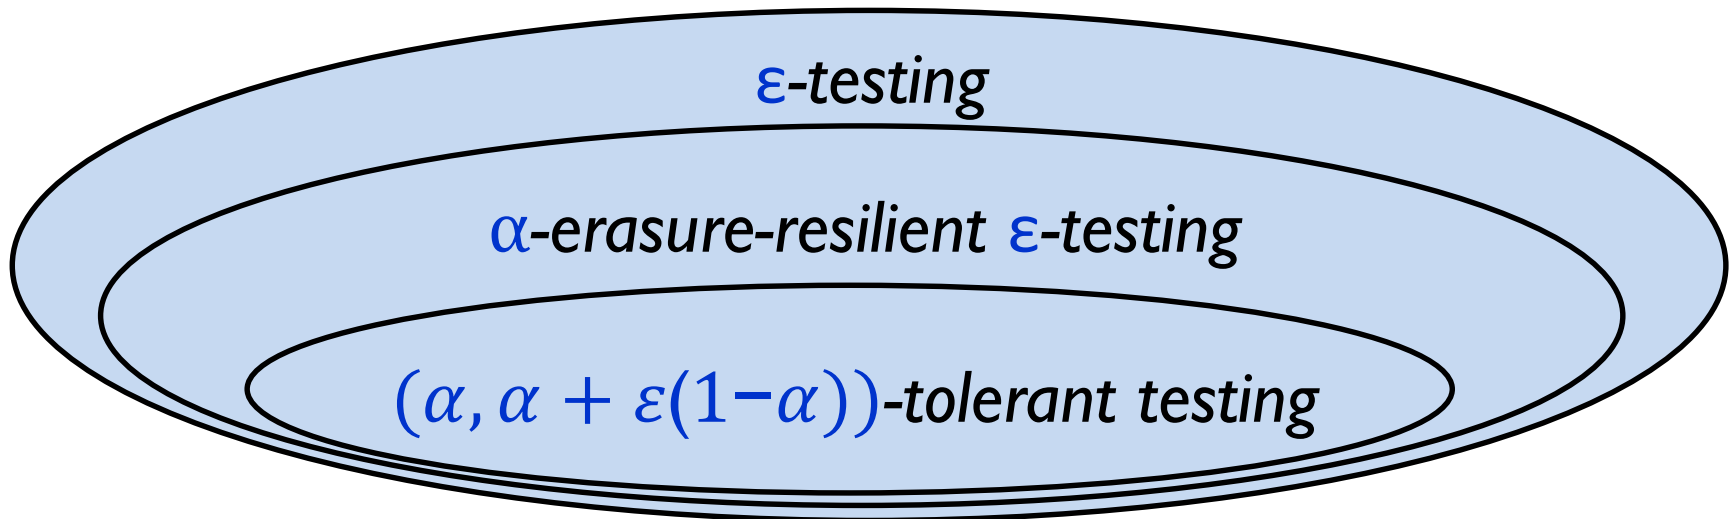 ε-testing
α-erasure-resilient ε-testing
(α, α + ε(1−α))-tolerant testing